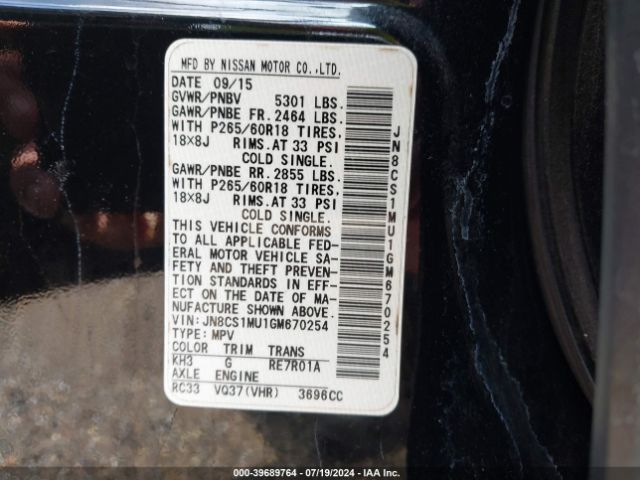 MFD BY NISSAN MOTOR CO.,LTD.
DATE 09/15
GVWR/PNBV 5301 LBS.
GAWR/PNBE FR. 2464 LBS.
WITH P265/60R18 TIRES,
18X8J RIMS.AT 33 PSI
COLD SINGLE.
GAWR/PNBE RR. 2855 LBS.
WITH P265/60R18 TIRES,
18X8J RIMS.AT 33 PSI
COLD SINGLE.
THIS VEHICLE CONFORMS
TO ALL APPLICABLE FED-
ERAL MOTOR VEHICLE SA-
FETY AND THEFT PREVEN-
TION STANDARDS IN EFF-
ECT ON THE DATE OF MA-
NUFACTURE SHOWN ABOVE.
VIN:JN8CS1MU1GM670254
TYPE: MPV
COLOR TRIM TRANS
KH3 G RE7R01A
AXLE ENGINE
RC33 VQ37(VHR) 3696CC
JN8CS1MU1GM670254
000-39689764 / 07/19/2024 - IAA Inc.